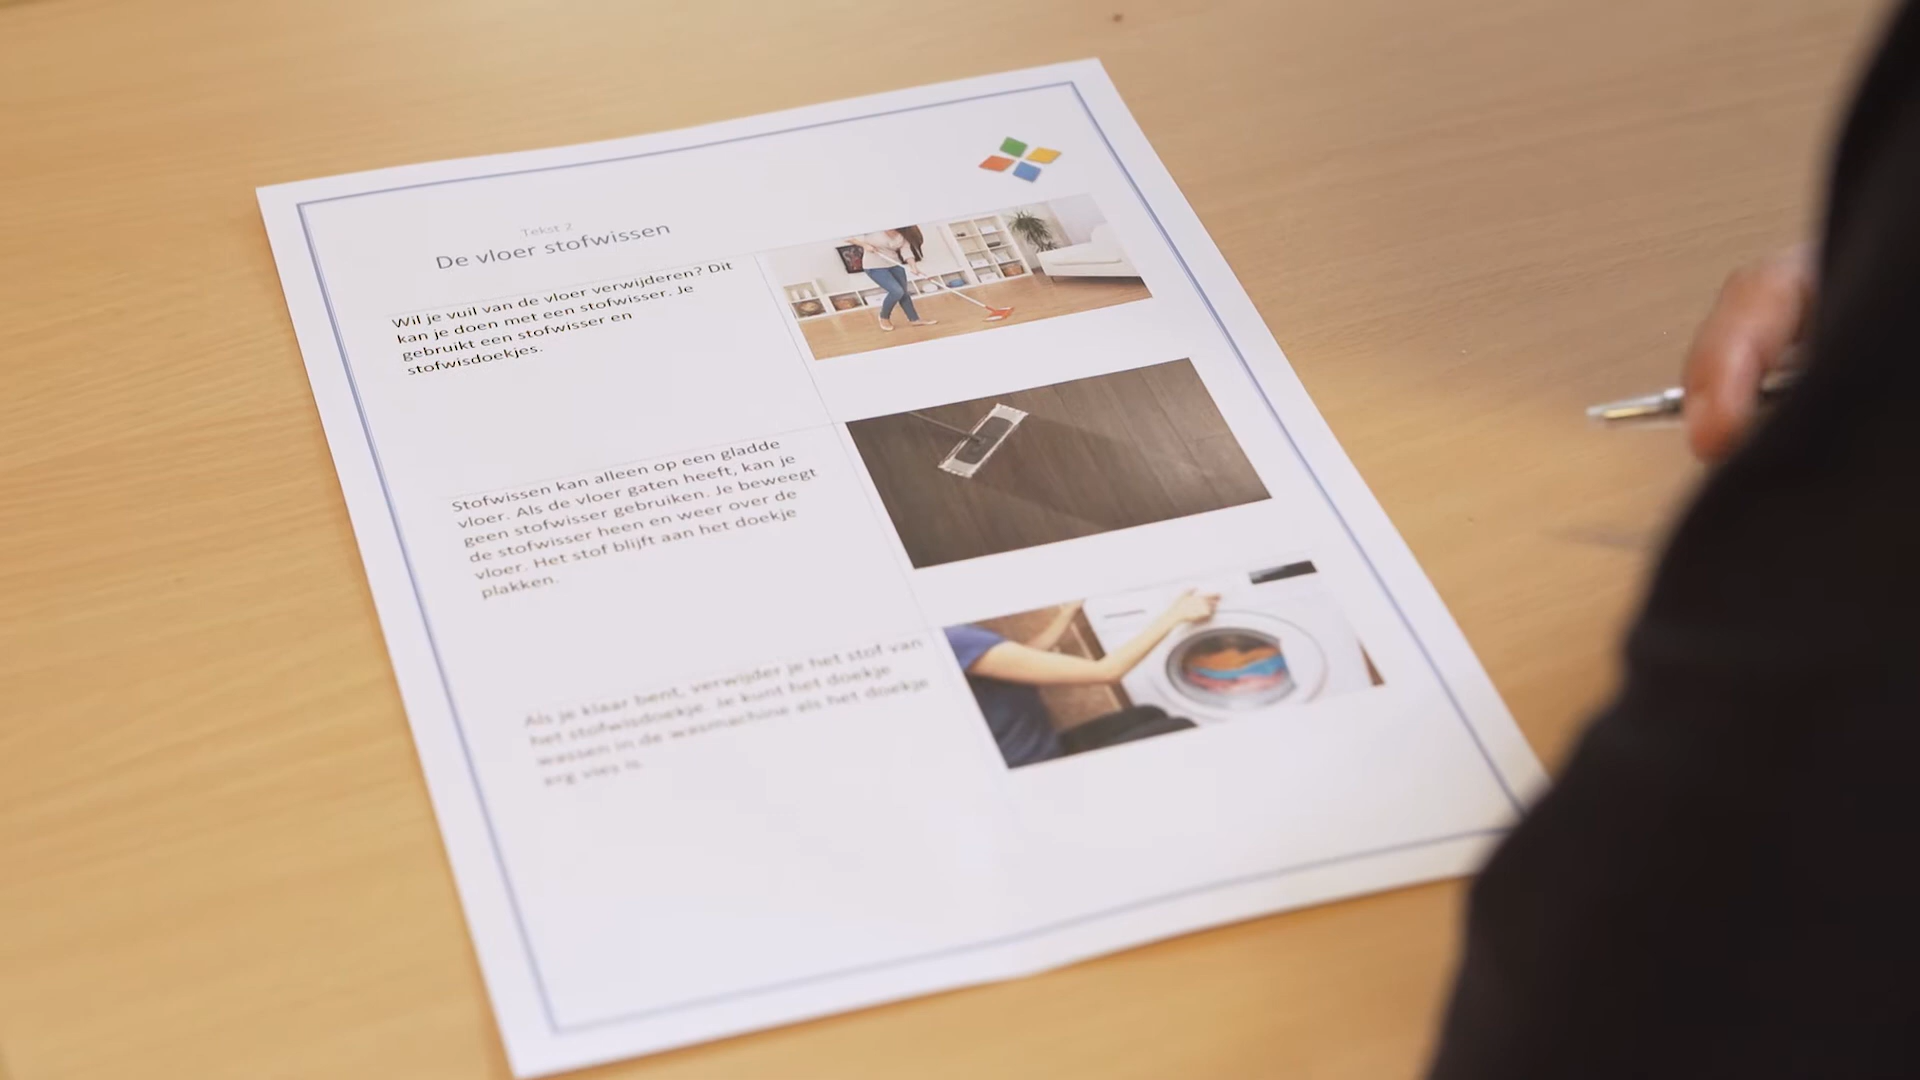 Tekst 2
De vloer stofwissen
Wil je vuil van de vloer verwijderen? Dit
kan je doen met een stofwisser. Je
gebruikt een stofwisser en
stofwisdoekjes.
Stofwissen kan alleen op een gladde
vloer. Als de vloer gaten heeft, kan je
geen stofwisser gebruiken. Je beweegt
de stofwisser heen en weer over de
vloer. Het stof blijft aan het doekje
plakken.
Als je klaar bent, verwijder je het stof van
het stofwisdoekje. Je kunt het doekje
wassen in de wasmachine als het doekje
erg vies is.